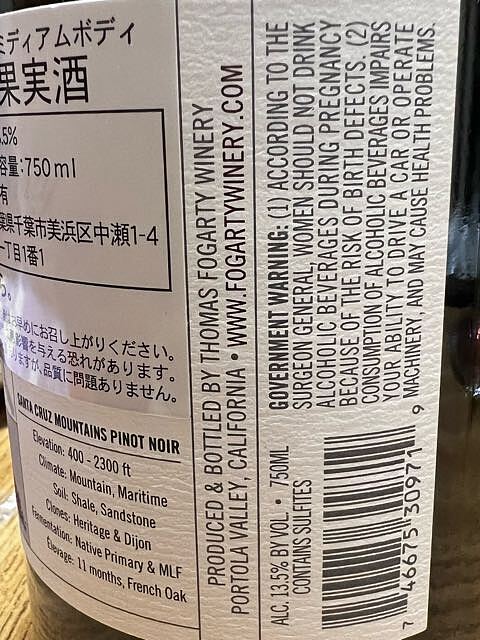 ミディアムボディ
果実酒
.5%
容量:750ml
有
葉県千葉市美浜区中瀬1-4
一丁目1番1
る。
早めにお召し上がりください。
影響を与える恐れがあります。
りますが、品質に問題ありません。
SANTA CRUZ MOUNTAINS PINOT NOIR
Elevation: 400 - 2300 ft
Climate: Mountain, Maritime
Soil: Shale, Sandstone
Clones: Heritage & Dijon
Fermentation: Native Primary & MLF
Élevage: 11 months, French Oak
PRODUCED & BOTTLED BY THOMAS FOGARTY WINERY
PORTOLA VALLEY, CALIFORNIA • WWW.FOGARTYWINERY.COM
GOVERNMENT WARNING: (1) ACCORDING TO THE
SURGEON GENERAL, WOMEN SHOULD NOT DRINK
ALCOHOLIC BEVERAGES DURING PREGNANCY
BECAUSE OF THE RISK OF BIRTH DEFECTS. (2)
CONSUMPTION OF ALCOHOLIC BEVERAGES IMPAIRS
YOUR ABILITY TO DRIVE A CAR OR OPERATE
MACHINERY, AND MAY CAUSE HEALTH PROBLEMS.
ALC. 13.5% BY VOL. • 750ML
CONTAINS SULFITES
7 46675 30971 9